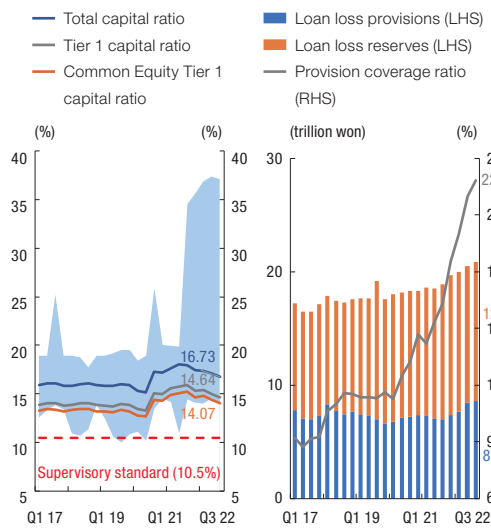 Total capital ratio
Tier 1 capital ratio
Common Equity Tier 1
capital ratio
Loan loss provisions (LHS)
Loan loss reserves (LHS)
Provision coverage ratio
(RHS)
(%)
(%)
40
35
30
25
20
15
10
5
40
35
30
25
20
15
10
5
16.73
14.64
14.07
Supervisory standard (10.5%)
Q1 17
Q1 19
Q1 21
Q3 22
(trillion won)
(%)
30
20
10
0
Q1 17
Q1 19
Q1 21
Q3 22